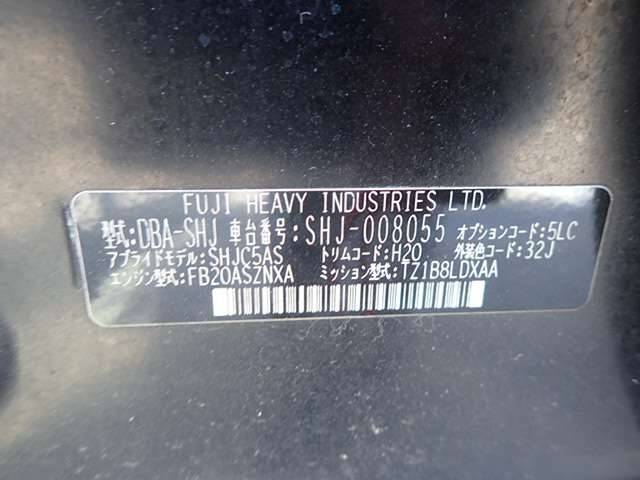 FUJI HEAVY INDUSTRIES LTD.
型式:DBA-SHJ 車台番号:SHJ-008055 オプションコード:5LC
アプライドモデル:SHJC5AS トリムコード:H20 外装色コード:32J
エンジン型式:FB20ASZNXA ミッション型式:TZ1B8LDXAA